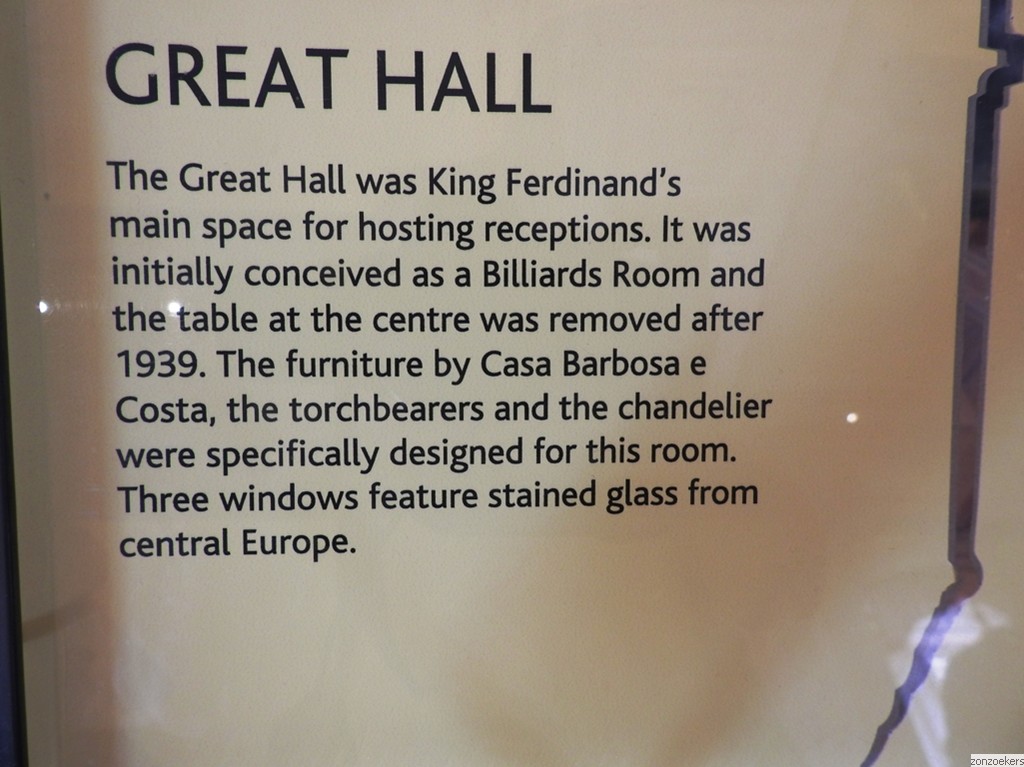 GREAT HALL
The Great Hall was King Ferdinand's
main space for hosting receptions. It was
initially conceived as a Billiards Room and
the table at the centre was removed after
1939. The furniture by Casa Barbosa e
Costa, the torchbearers and the chandelier
were specifically designed for this room.
Three windows feature stained glass from
central Europe.
zonzoekers